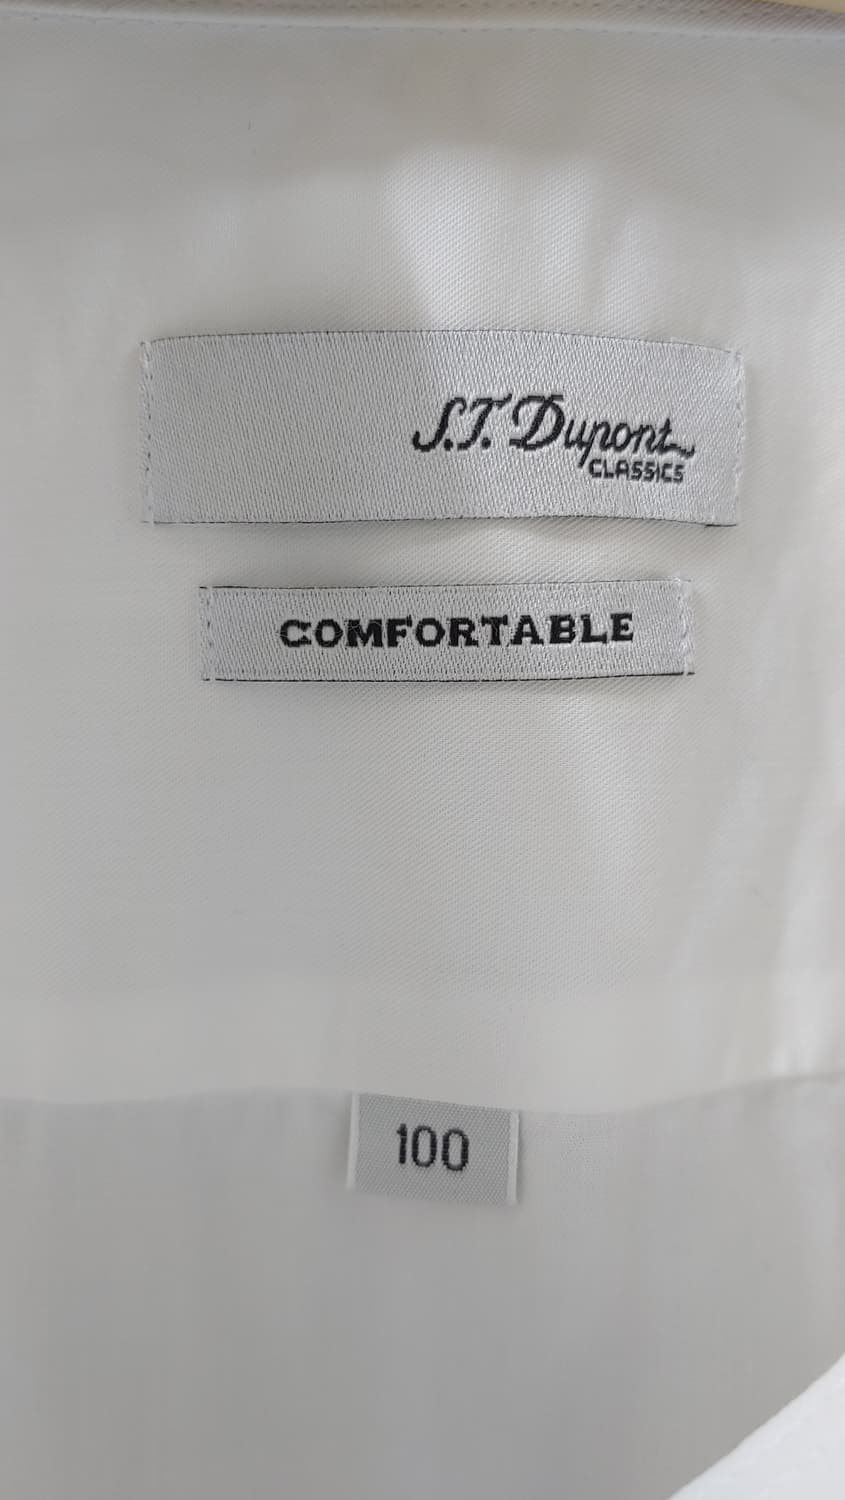 S.T. Dupont
CLASSICS
COMFORTABLE
100